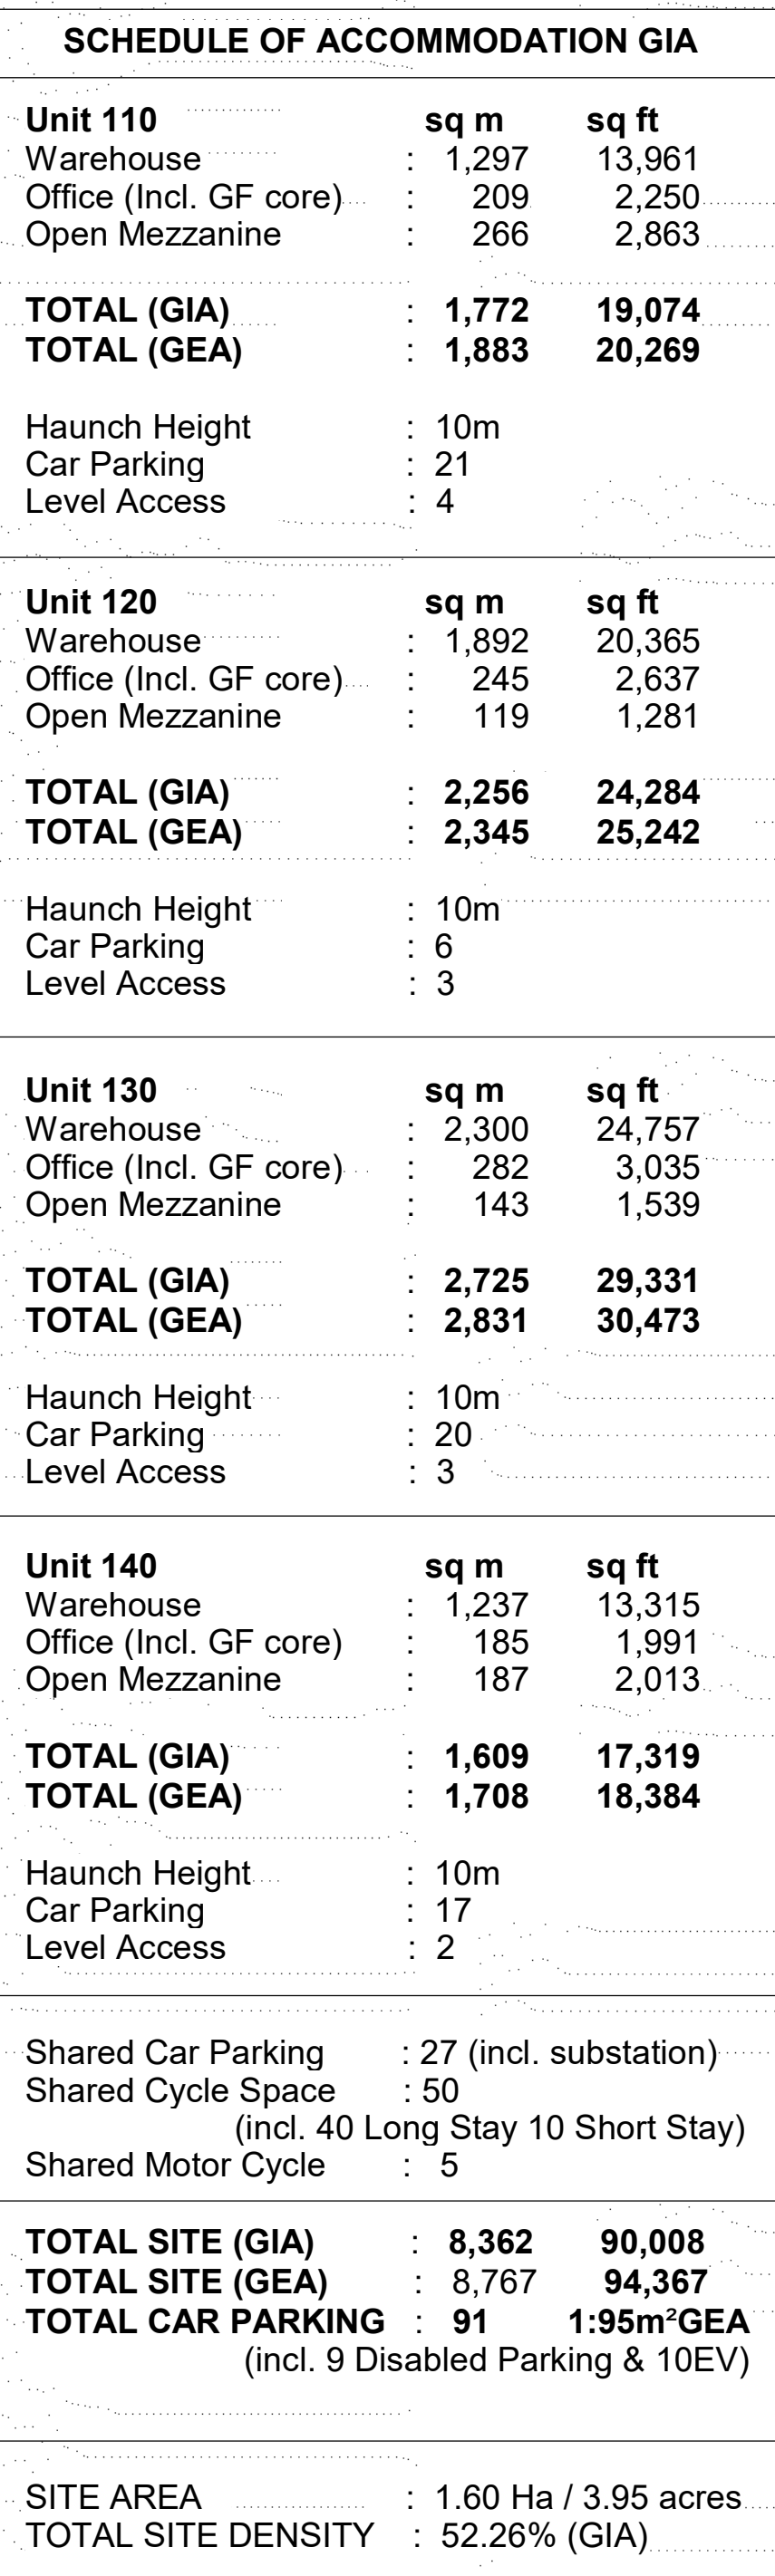 SCHEDULE OF ACCOMMODATION GIA
Unit 110 sq m sq ft
Warehouse : 1,297 13,961
Office (Incl. GF core) : 209 2,250
Open Mezzanine : 266 2,863
TOTAL (GIA) : 1,772 19,074
TOTAL (GEA) : 1,883 20,269
Haunch Height : 10m
Car Parking : 21
Level Access : 4
Unit 120 sq m sq ft
Warehouse : 1,892 20,365
Office (Incl. GF core) : 245 2,637
Open Mezzanine : 119 1,281
TOTAL (GIA) : 2,256 24,284
TOTAL (GEA) : 2,345 25,242
Haunch Height : 10m
Car Parking : 6
Level Access : 3
Unit 130 sq m sq ft
Warehouse : 2,300 24,757
Office (Incl. GF core) : 282 3,035
Open Mezzanine : 143 1,539
TOTAL (GIA) : 2,725 29,331
TOTAL (GEA) : 2,831 30,473
Haunch Height : 10m
Car Parking : 20
Level Access : 3
Unit 140 sq m sq ft
Warehouse : 1,237 13,315
Office (Incl. GF core) : 185 1,991
Open Mezzanine : 187 2,013
TOTAL (GIA) : 1,609 17,319
TOTAL (GEA) : 1,708 18,384
Haunch Height : 10m
Car Parking : 17
Level Access : 2
Shared Car Parking : 27 (incl. substation)
Shared Cycle Space : 50
(incl. 40 Long Stay 10 Short Stay)
Shared Motor Cycle : 5
TOTAL SITE (GIA) : 8,362 90,008
TOTAL SITE (GEA) : 8,767 94,367
TOTAL CAR PARKING : 91 1:95m²GEA
(incl. 9 Disabled Parking & 10EV)
SITE AREA : 1.60 Ha / 3.95 acres
TOTAL SITE DENSITY : 52.26% (GIA)